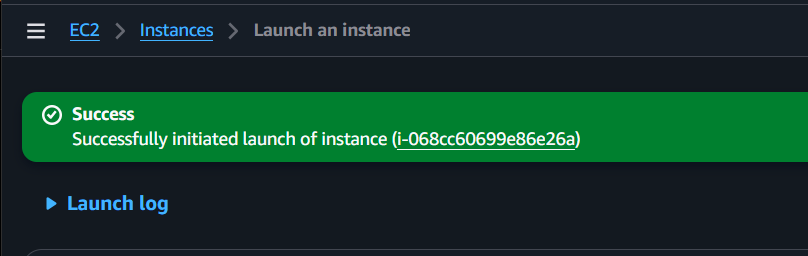 EC2 > Instances > Launch an instance
Success
Successfully initiated launch of instance (i-068cc60699e86e26a)
Launch log